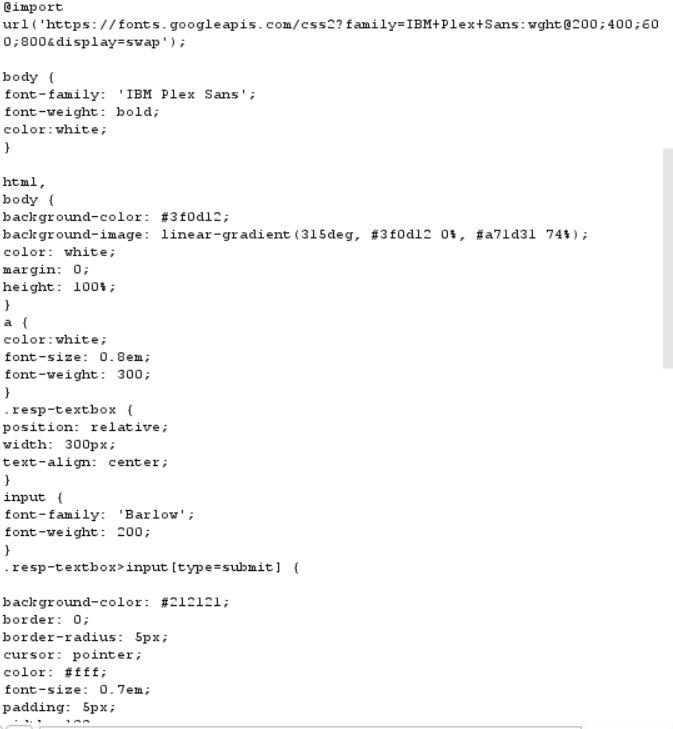 @import
url('https://fonts.googleapis.com/css2?family=IBM+Plex+Sans:wght@200;400;60
0;800&display=swap');
body {
font-family: 'IBM Plex Sans';
font-weight: bold;
color:white;
}
html,
body {
background-color: #3f0d12;
background-image: linear-gradient(315deg, #3f0d12 0%, #a71d31 74%);
color: white;
margin: 0;
height: 100%;
}
a {
color:white;
font-size: 0.8em;
font-weight: 300;
}
.resp-textbox {
position: relative;
width: 300px;
text-align: center;
}
input {
font-family: 'Barlow';
font-weight: 200;
}
.resp-textbox>input[type=submit] {
background-color: #212121;
border: 0;
border-radius: 5px;
cursor: pointer;
color: #fff;
font-size: 0.7em;
padding: 5px;